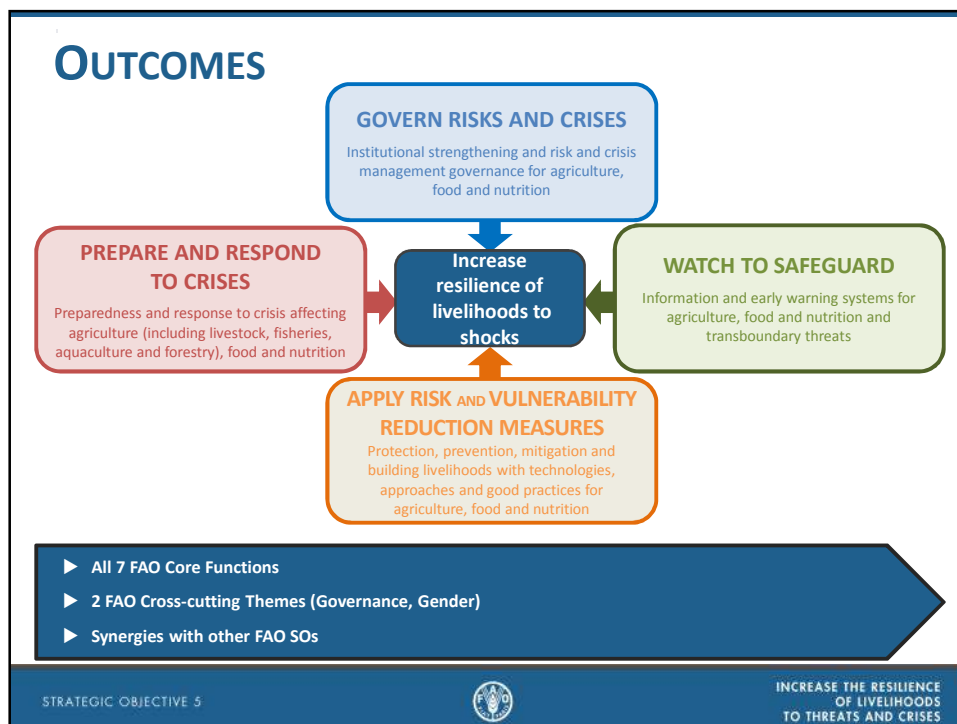 OUTCOMES
GOVERN RISKS AND CRISES
Institutional strengthening and risk and crisis
management governance for agriculture,
food and nutrition
PREPARE AND RESPOND
TO CRISES
Preparedness and response to crisis affecting
agriculture (including livestock, fisheries,
aquaculture and forestry), food and nutrition
Increase
resilience of
livelihoods to
shocks
WATCH TO SAFEGUARD
Information and early warning systems for
agriculture, food and nutrition and
transboundary threats
APPLY RISK AND VULNERABILITY
REDUCTION MEASURES
Protection, prevention, mitigation and
building livelihoods with technologies,
approaches and good practices for
agriculture, food and nutrition
▶ All 7 FAO Core Functions
▶ 2 FAO Cross-cutting Themes (Governance, Gender)
▶ Synergies with other FAO SOs
STRATEGIC OBJECTIVE 5
FAO
INCREASE THE RESILIENCE
OF LIVELIHOODS
TO THREATS AND CRISES